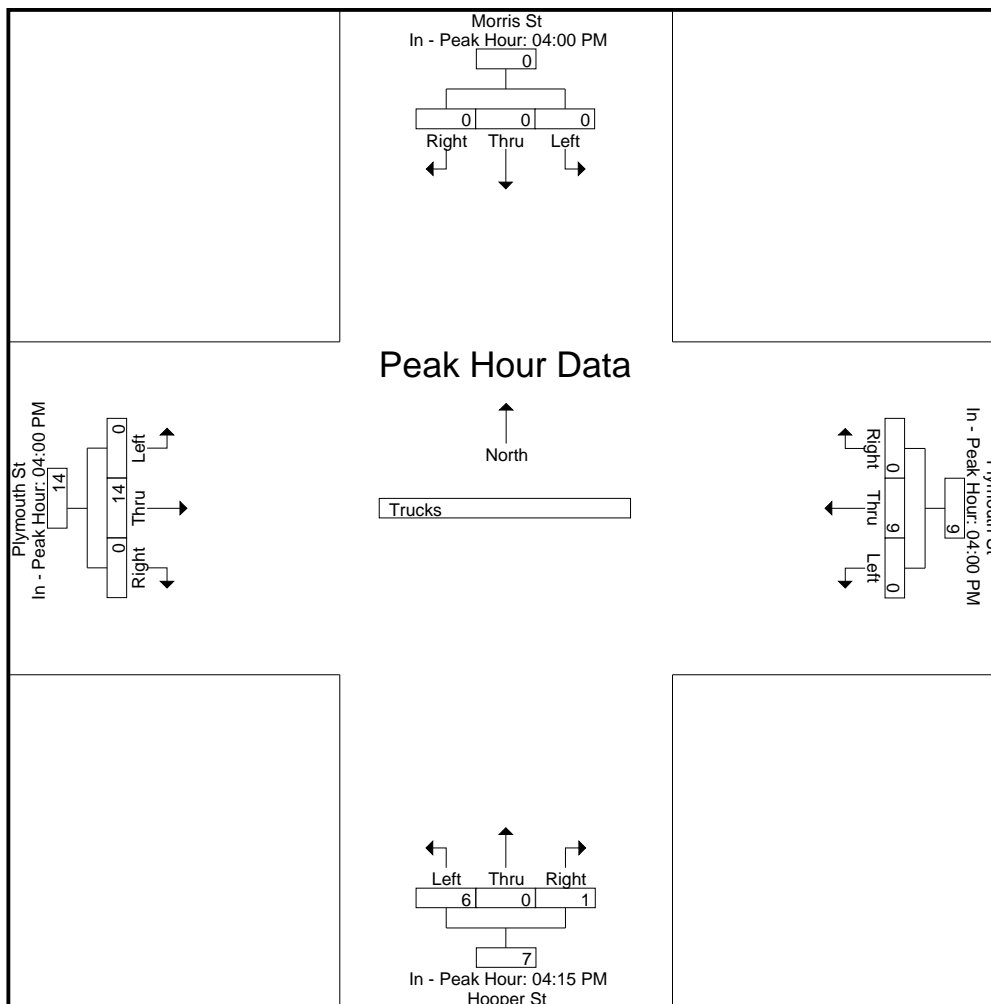 Morris St
In - Peak Hour: 04:00 PM
0
0 0 0
Right Thru Left
Peak Hour Data
North
Trucks
Plymouth St
In - Peak Hour: 04:00 PM
14
0 14 0
Left Thru Right
Right Thru Left
0 9 0
9
In - Peak Hour: 04:00 PM
Plymouth St
Left Thru Right
6 0 1
7
In - Peak Hour: 04:15 PM
Hooper St